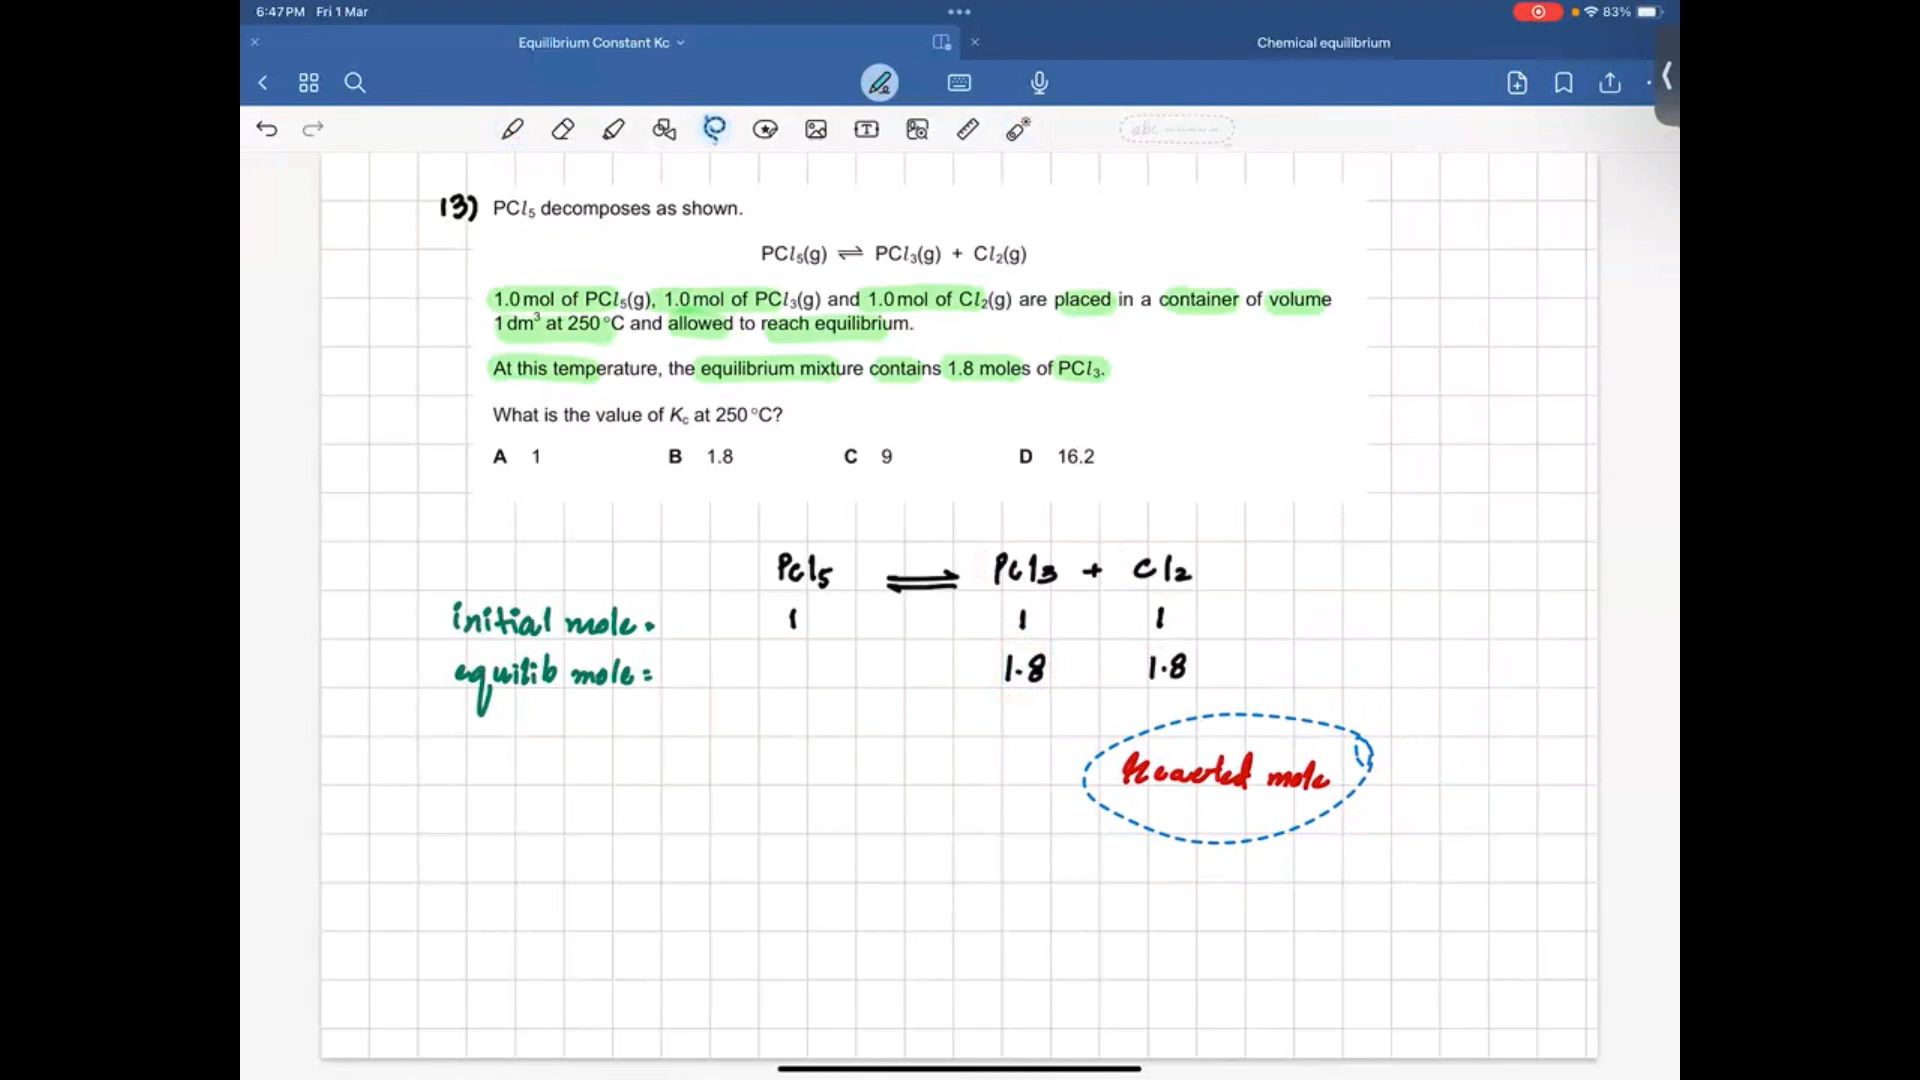 6:47 PM Fri 1 Mar
83%
Equilibrium Constant Kc
Chemical equilibrium
abc
13) PCl5 decomposes as shown.
PCl5(g) ⇌ PCl3(g) + Cl2(g)
1.0 mol of PCl5(g), 1.0 mol of PCl3(g) and 1.0 mol of Cl2(g) are placed in a container of volume
1 dm³ at 250 °C and allowed to reach equilibrium.
At this temperature, the equilibrium mixture contains 1.8 moles of PCl3.
What is the value of Kc at 250 °C?
A 1 B 1.8 C 9 D 16.2
PCl5 ⇌ PCl3 + Cl2
initial mole. 1 1 1
equilib mole = 1.8 1.8
mole